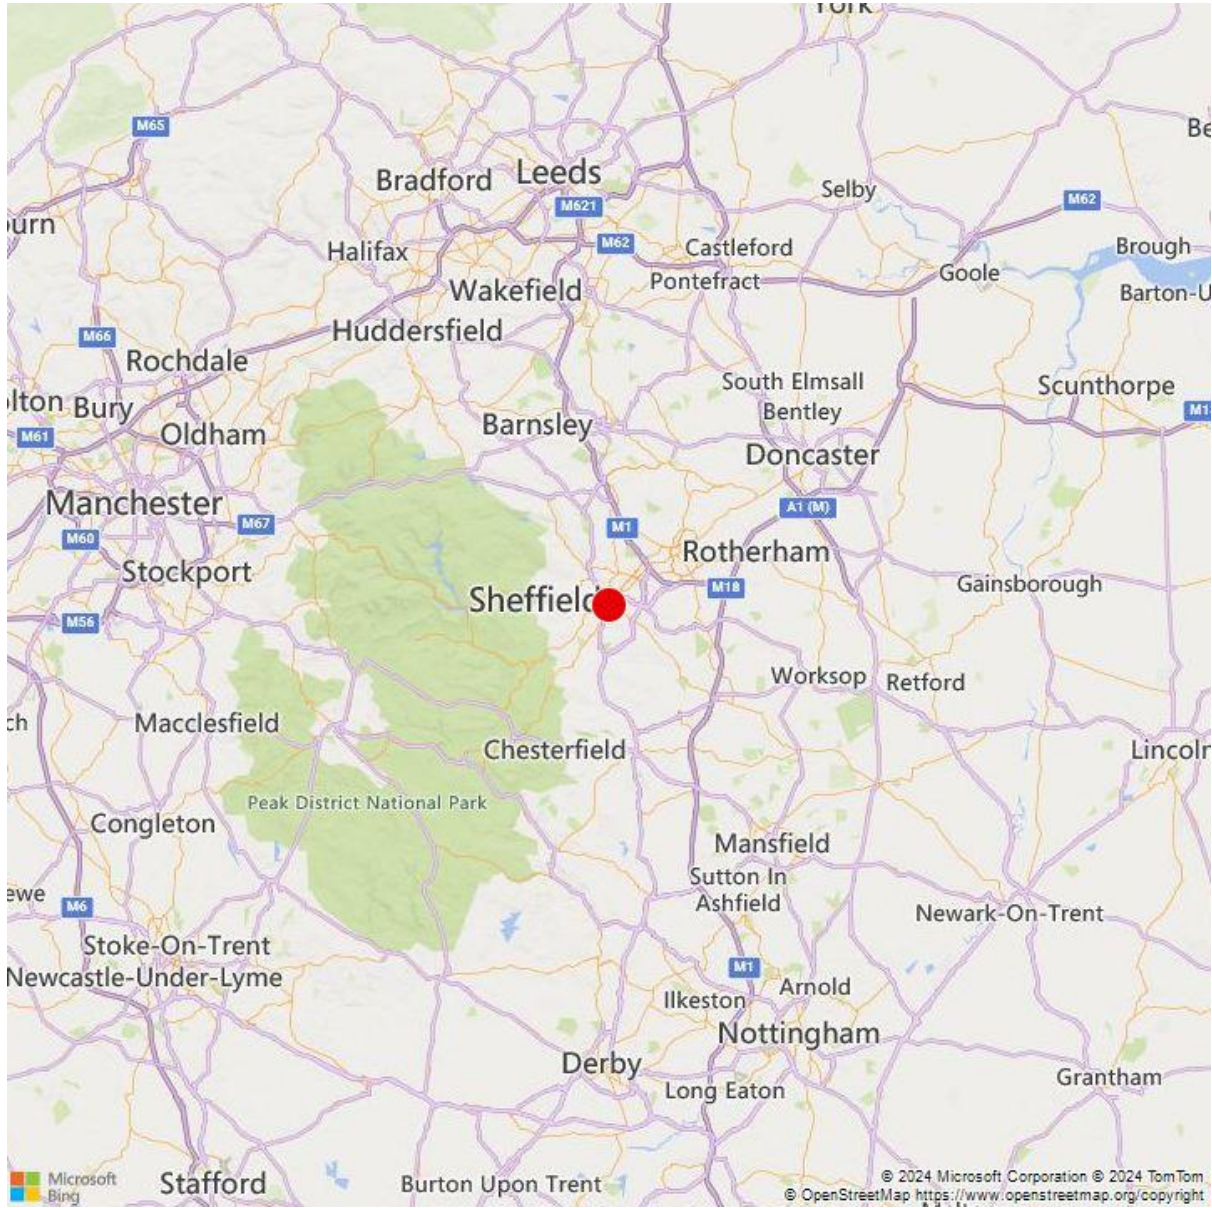 York
M65
Be
Bradford
Leeds
Selby
M621
M62
urn
Halifax
M62
Castleford
Brough
Pontefract
Goole
Wakefield
Barton-U
Huddersfield
M66
Rochdale
South Elmsall
Scunthorpe
lton
Bury
Bentley
M1
M61
Oldham
Barnsley
Doncaster
Manchester
A1 (M)
M67
M1
M60
Rotherham
Stockport
M18
Gainsborough
Sheffield
M56
Worksop
Retford
ch
Macclesfield
Chesterfield
Lincoln
Peak District National Park
Congleton
Mansfield
Sutton In
Ashfield
ewe
M6
Newark-On-Trent
Stoke-On-Trent
Newcastle-Under-Lyme
M1
Arnold
Ilkeston
Nottingham
Derby
Long Eaton
Grantham
Microsoft
Bing
Stafford
Burton Upon Trent
© 2024 Microsoft Corporation © 2024 TomTom
© OpenStreetMap https://www.openstreetmap.org/copyright